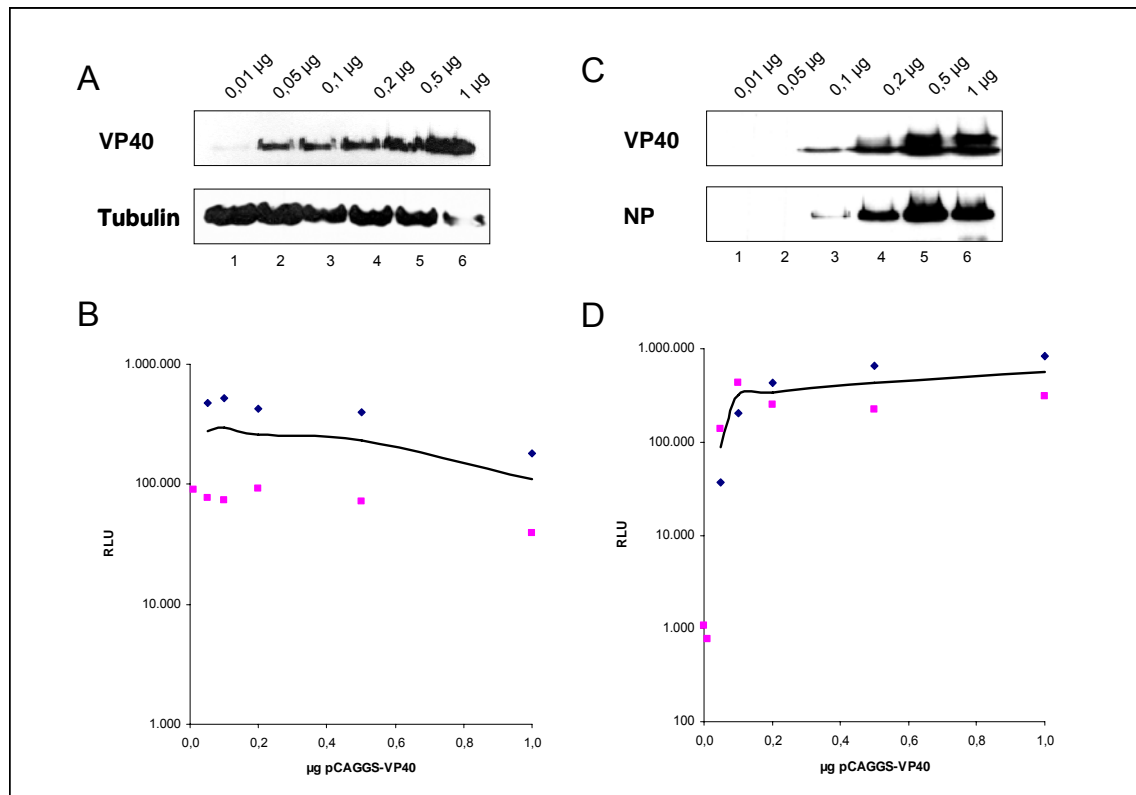 A
0,01 µg 0,05 µg 0,1 µg 0,2 µg 0,5 µg 1 µg
VP40
Tubulin
1 2 3 4 5 6
C
0,01 µg 0,05 µg 0,1 µg 0,2 µg 0,5 µg 1 µg
VP40
NP
1 2 3 4 5 6
B
1.000.000
100.000
10.000
1.000
RLU
0,0 0,2 0,4 0,6 0,8 1,0
µg pCAGGS-VP40
D
1.000.000
100.000
10.000
1.000
100
RLU
0,0 0,2 0,4 0,6 0,8 1,0
µg pCAGGS-VP40